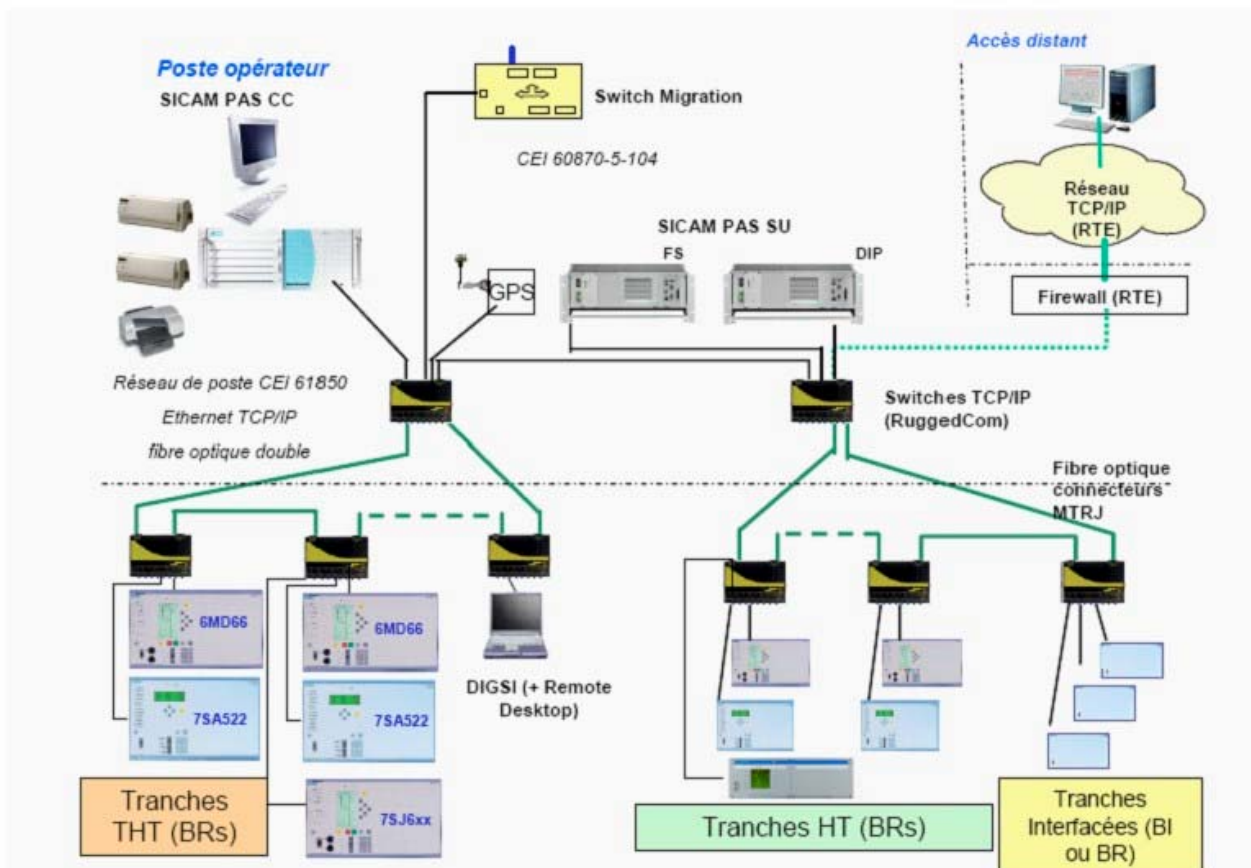 Poste opérateur
SICAM PAS CC
Switch Migration
CEI 60870-5-104
Accès distant
Réseau
TCP/IP
(RTE)
SICAM PAS SU
FS
DIP
GPS
Firewall (RTE)
Réseau de poste CEI 61850
Ethernet TCP/IP
fibre optique double
Switches TCP/IP
(RuggedCom)
Fibre optique
connecteurs
MTRJ
6MD66
6MD66
7SA522
7SA522
7SJ6xx
DIGSI (+ Remote
Desktop)
Tranches
THT (BRs)
Tranches HT (BRs)
Tranches
Interfacées (BI
ou BR)